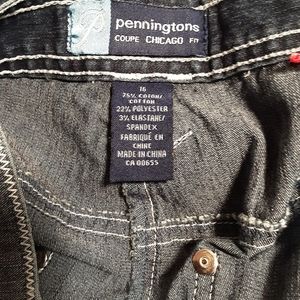 penningtons
COUPE CHICAGO FIT
16
75% COTON/
COTTON
22% POLYESTER
3% ELASTANE/
SPANDEX
FABRIQUÉ EN
CHINE
MADE IN CHINA
CA 00655